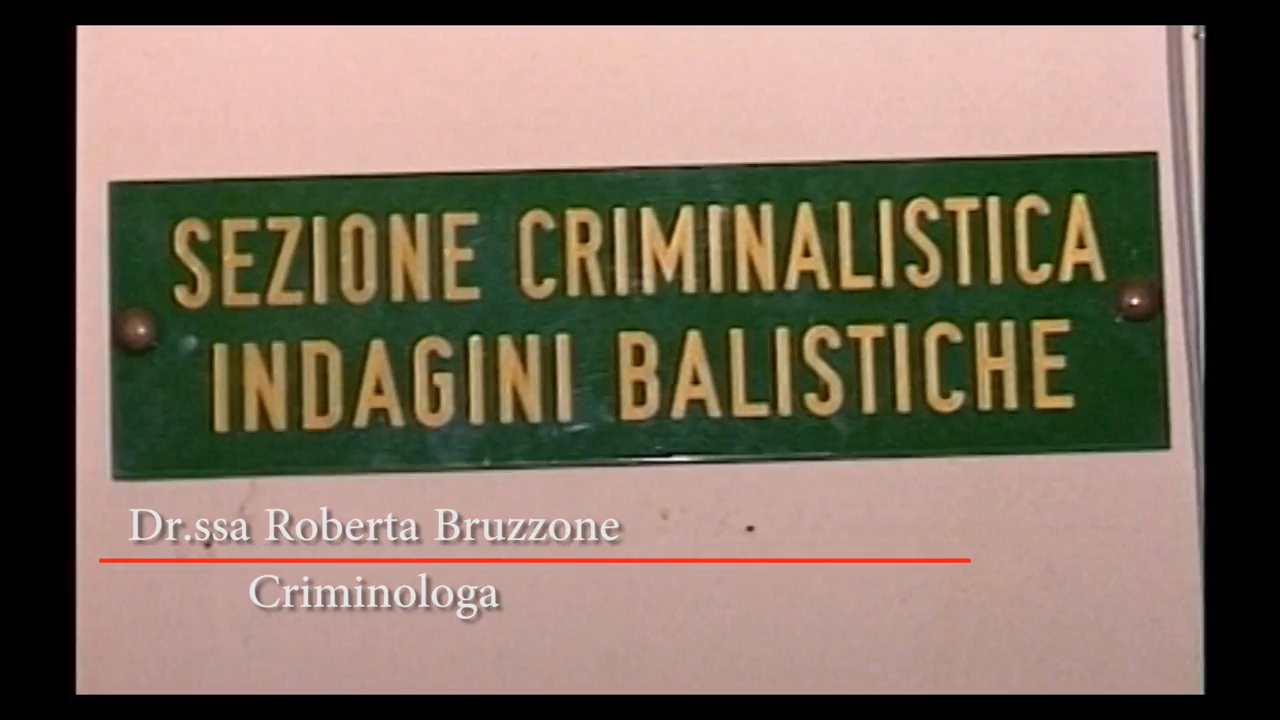 SEZIONE CRIMINALISTICA
INDAGINI BALISTICHE
Dr.ssa Roberta Bruzzone
Criminologa